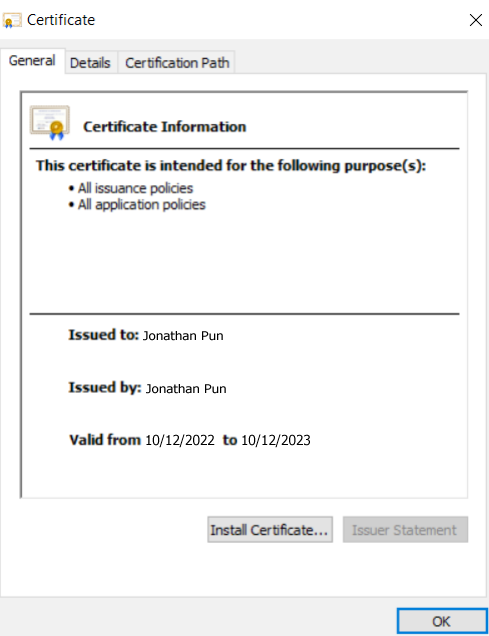 Certificate
General Details Certification Path
Certificate Information
This certificate is intended for the following purpose(s):
• All issuance policies
• All application policies
Issued to: Jonathan Pun
Issued by: Jonathan Pun
Valid from 10/12/2022 to 10/12/2023
Install Certificate... Issuer Statement
OK